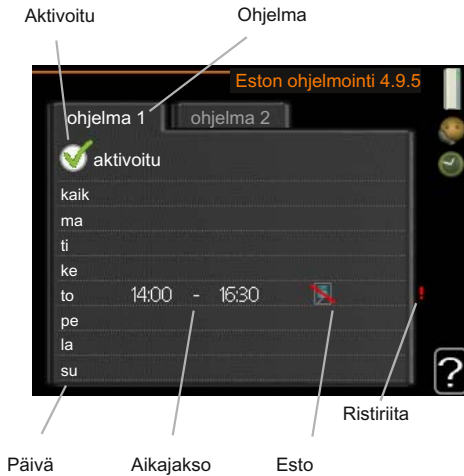 Aktivoitu Ohjelma
Eston ohjelmointi 4.9.5
ohjelma 1 ohjelma 2
aktivoitu
kaik
ma
ti
ke
to 14:00 - 16:30 !
pe
la
su
?
Ristiriita
Päivä Aikajakso Esto